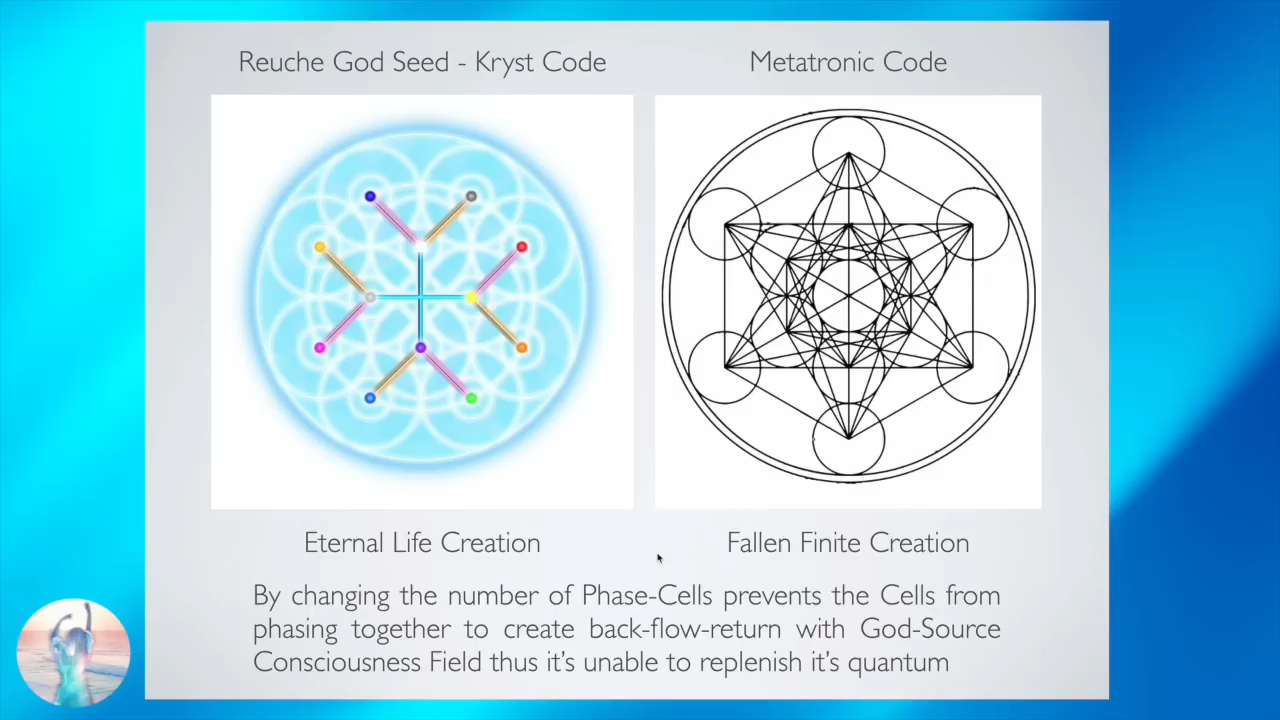 Reuche God Seed - Kryst Code
Metatronic Code
Eternal Life Creation
Fallen Finite Creation
By changing the number of Phase-Cells prevents the Cells from
phasing together to create back-flow-return with God-Source
Consciousness Field thus it's unable to replenish it's quantum